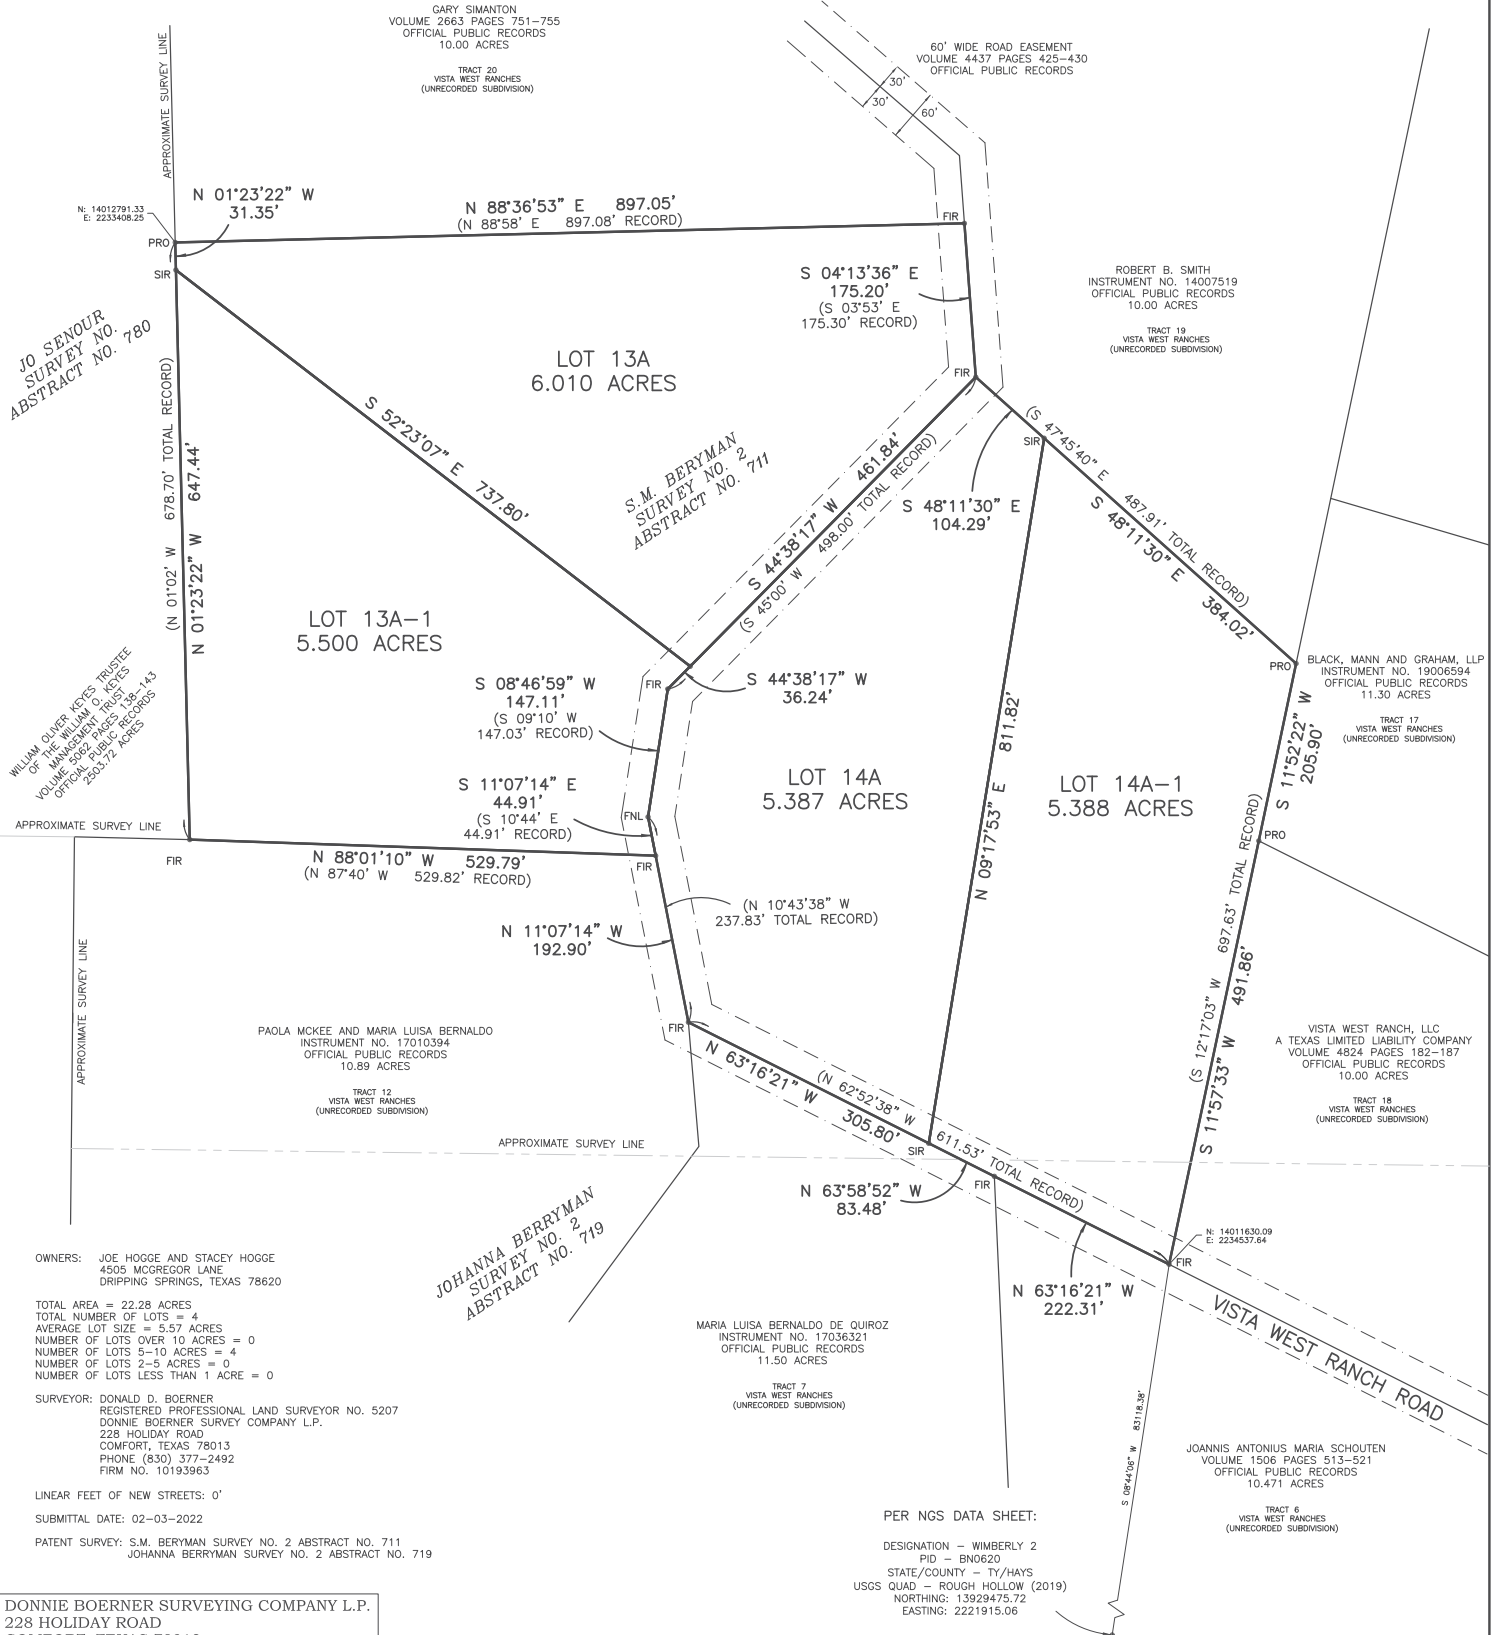 GARY SIMANTON
VOLUME 2663 PAGES 751-755
OFFICIAL PUBLIC RECORDS
10.00 ACRES
TRACT 20
VISTA WEST RANCHES
(UNRECORDED SUBDIVISION)
60' WIDE ROAD EASEMENT
VOLUME 4437 PAGES 425-430
OFFICIAL PUBLIC RECORDS
30'
30'
60'
APPROXIMATE SURVEY LINE
N: 14012791.33
E: 2233408.25
N 01°23'22" W
31.35'
N 88°36'53" E 897.05'
(N 88°58' E 897.08' RECORD)
FIR
PRO
SIR
S 04°13'36" E
175.20'
(S 03°53' E
175.30' RECORD)
ROBERT B. SMITH
INSTRUMENT NO. 14007519
OFFICIAL PUBLIC RECORDS
10.00 ACRES
TRACT 19
VISTA WEST RANCHES
(UNRECORDED SUBDIVISION)
JO SENOUR
SURVEY NO.
ABSTRACT NO. 780
LOT 13A
6.010 ACRES
FIR
(N 01°02' W 678.70' TOTAL RECORD)
N 01°23'22" W 647.44'
S 52°23'07" E 737.80'
S.M. BERYMAN
SURVEY NO. 2
ABSTRACT NO. 711
S 44°38'17" W 461.84'
(S 45°00' W 498.00' TOTAL RECORD)
SIR
(S 47°45'40" E 487.91' TOTAL RECORD)
S 48°11'30" E 384.02'
S 48°11'30" E
104.29'
LOT 13A-1
5.500 ACRES
WILLIAM OLIVER KEYES TRUSTEE
OF THE WILLIAM O. KEYES
MANAGEMENT TRUST
VOLUME 5062 PAGES 138-143
OFFICIAL PUBLIC RECORDS
2503.72 ACRES
S 08°46'59" W
147.11'
(S 09°10' W
147.03' RECORD)
FIR
S 44°38'17" W
36.24'
PRO
BLACK, MANN AND GRAHAM, LLP
INSTRUMENT NO. 19006594
OFFICIAL PUBLIC RECORDS
11.30 ACRES
TRACT 17
VISTA WEST RANCHES
(UNRECORDED SUBDIVISION)
S 11°52'22" W
205.90'
S 11°07'14" E
44.91'
(S 10°44' E
44.91' RECORD)
FNL
LOT 14A
5.387 ACRES
N 09°17'53" E 811.82'
LOT 14A-1
5.388 ACRES
PRO
APPROXIMATE SURVEY LINE
FIR
N 88°01'10" W 529.79'
(N 87°40' W 529.82' RECORD)
FIR
(N 10°43'38" W
237.83' TOTAL RECORD)
N 11°07'14" W
192.90'
(S 12°17'03" W 697.63' TOTAL RECORD)
S 11°57'33" W 491.86'
APPROXIMATE SURVEY LINE
PAOLA MCKEE AND MARIA LUISA BERNALDO
INSTRUMENT NO. 17010394
OFFICIAL PUBLIC RECORDS
10.89 ACRES
TRACT 12
VISTA WEST RANCHES
(UNRECORDED SUBDIVISION)
FIR
N 63°16'21" W 305.80'
(N 62°52'38" W 611.53' TOTAL RECORD)
VISTA WEST RANCH, LLC
A TEXAS LIMITED LIABILITY COMPANY
VOLUME 4824 PAGES 182-187
OFFICIAL PUBLIC RECORDS
10.00 ACRES
TRACT 18
VISTA WEST RANCHES
(UNRECORDED SUBDIVISION)
APPROXIMATE SURVEY LINE
SIR
FIR
N 63°58'52" W
83.48'
JOHANNA BERRYMAN
SURVEY NO. 2
ABSTRACT NO. 719
N: 14011630.09
E: 2234537.64
FIR
N 63°16'21" W
222.31'
VISTA WEST RANCH ROAD
OWNERS: JOE HOGGE AND STACEY HOGGE
4505 MCGREGOR LANE
DRIPPING SPRINGS, TEXAS 78620
TOTAL AREA = 22.28 ACRES
TOTAL NUMBER OF LOTS = 4
AVERAGE LOT SIZE = 5.57 ACRES
NUMBER OF LOTS OVER 10 ACRES = 0
NUMBER OF LOTS 5-10 ACRES = 4
NUMBER OF LOTS 2-5 ACRES = 0
NUMBER OF LOTS LESS THAN 1 ACRE = 0
SURVEYOR: DONALD D. BOERNER
REGISTERED PROFESSIONAL LAND SURVEYOR NO. 5207
DONNIE BOERNER SURVEY COMPANY L.P.
228 HOLIDAY ROAD
COMFORT, TEXAS 78013
PHONE (830) 377-2492
FIRM NO. 10193963
LINEAR FEET OF NEW STREETS: 0'
SUBMITTAL DATE: 02-03-2022
PATENT SURVEY: S.M. BERYMAN SURVEY NO. 2 ABSTRACT NO. 711
JOHANNA BERRYMAN SURVEY NO. 2 ABSTRACT NO. 719
MARIA LUISA BERNALDO DE QUIROZ
INSTRUMENT NO. 17036321
OFFICIAL PUBLIC RECORDS
11.50 ACRES
TRACT 7
VISTA WEST RANCHES
(UNRECORDED SUBDIVISION)
S 08°44'06" W 83118.38'
JOANNIS ANTONIUS MARIA SCHOUTEN
VOLUME 1506 PAGES 513-521
OFFICIAL PUBLIC RECORDS
10.471 ACRES
TRACT 6
VISTA WEST RANCHES
(UNRECORDED SUBDIVISION)
PER NGS DATA SHEET:
DESIGNATION - WIMBERLY 2
PID - BN0620
STATE/COUNTY - TY/HAYS
USGS QUAD - ROUGH HOLLOW (2019)
NORTHING: 13929475.72
EASTING: 2221915.06
DONNIE BOERNER SURVEYING COMPANY L.P.
228 HOLIDAY ROAD